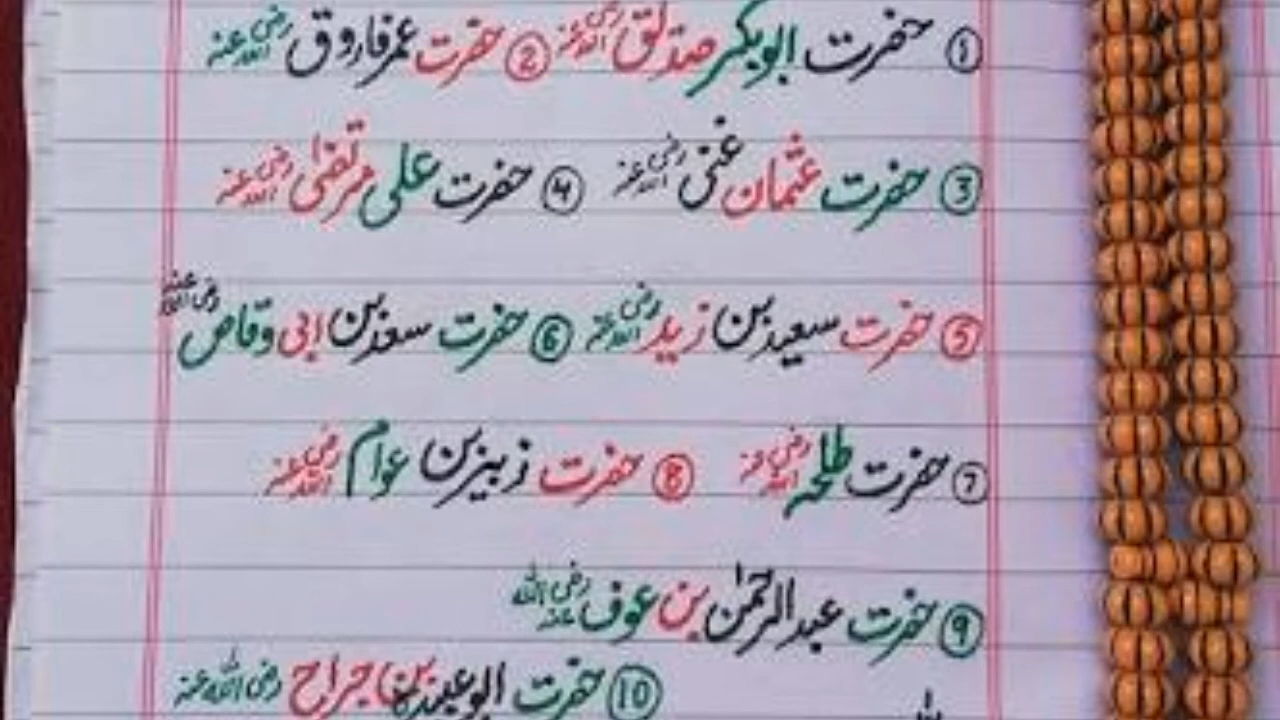 ① حضرت ابوبکر صدیق رضی اللہ عنہ ② حضرت عمر فاروق رضی اللہ عنہ
③ حضرت عثمان غنی رضی اللہ عنہ ④ حضرت علی مرتضیٰ رضی اللہ عنہ
⑤ حضرت سعید بن زید رضی اللہ عنہ ⑥ حضرت سعد بن ابی وقاص رضی اللہ عنہ
⑦ حضرت طلحہ رضی اللہ عنہ ⑧ حضرت زبیر بن عوام رضی اللہ عنہ
⑨ حضرت عبدالرحمٰن بن عوف رضی اللہ عنہ
⑩ حضرت ابو عبیدہ بن جراح رضی اللہ عنہ